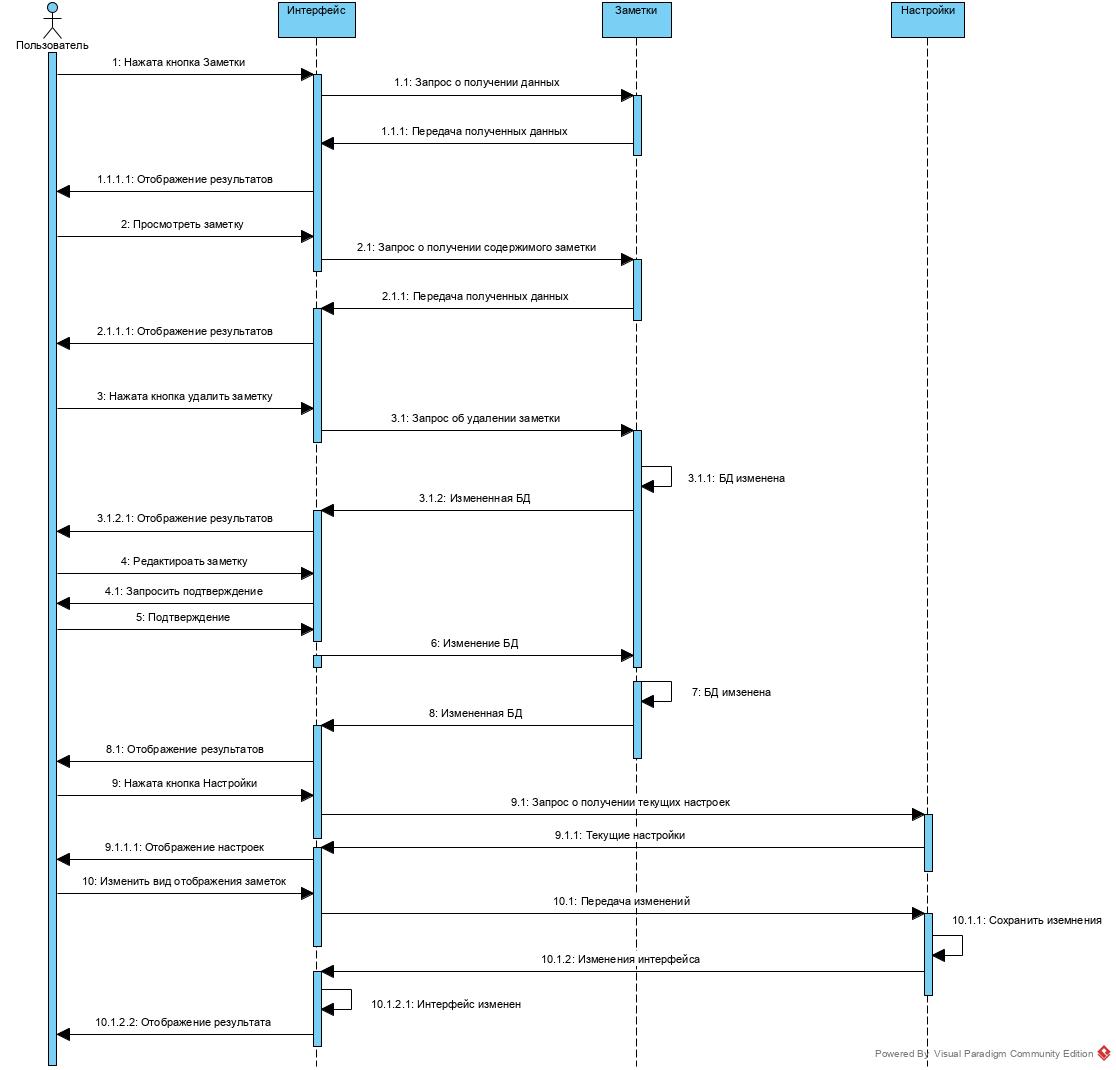 Интерфейс
Заметки
Настройки
Пользователь
1: Нажата кнопка Заметки
1.1: Запрос о получении данных
1.1.1: Передача полученных данных
1.1.1.1: Отображение результатов
2: Просмотреть заметку
2.1: Запрос о получении содержимого заметки
2.1.1: Передача полученных данных
2.1.1.1: Отображение результатов
3: Нажата кнопка удалить заметку
3.1: Запрос об удалении заметки
3.1.1: БД изменена
3.1.2: Измененная БД
3.1.2.1: Отображение результатов
4: Редактироать заметку
4.1: Запросить подтверждение
5: Подтверждение
6: Изменение БД
7: БД имзенена
8: Измененная БД
8.1: Отображение результатов
9: Нажата кнопка Настройки
9.1: Запрос о получении текущих настроек
9.1.1: Текущие настройки
9.1.1.1: Отображение настроек
10: Изменить вид отображения заметок
10.1: Передача изменений
10.1.1: Сохранить иземнения
10.1.2: Изменения интерфейса
10.1.2.1: Интерфейс изменен
10.1.2.2: Отображение результата
Powered By Visual Paradigm Community Edition